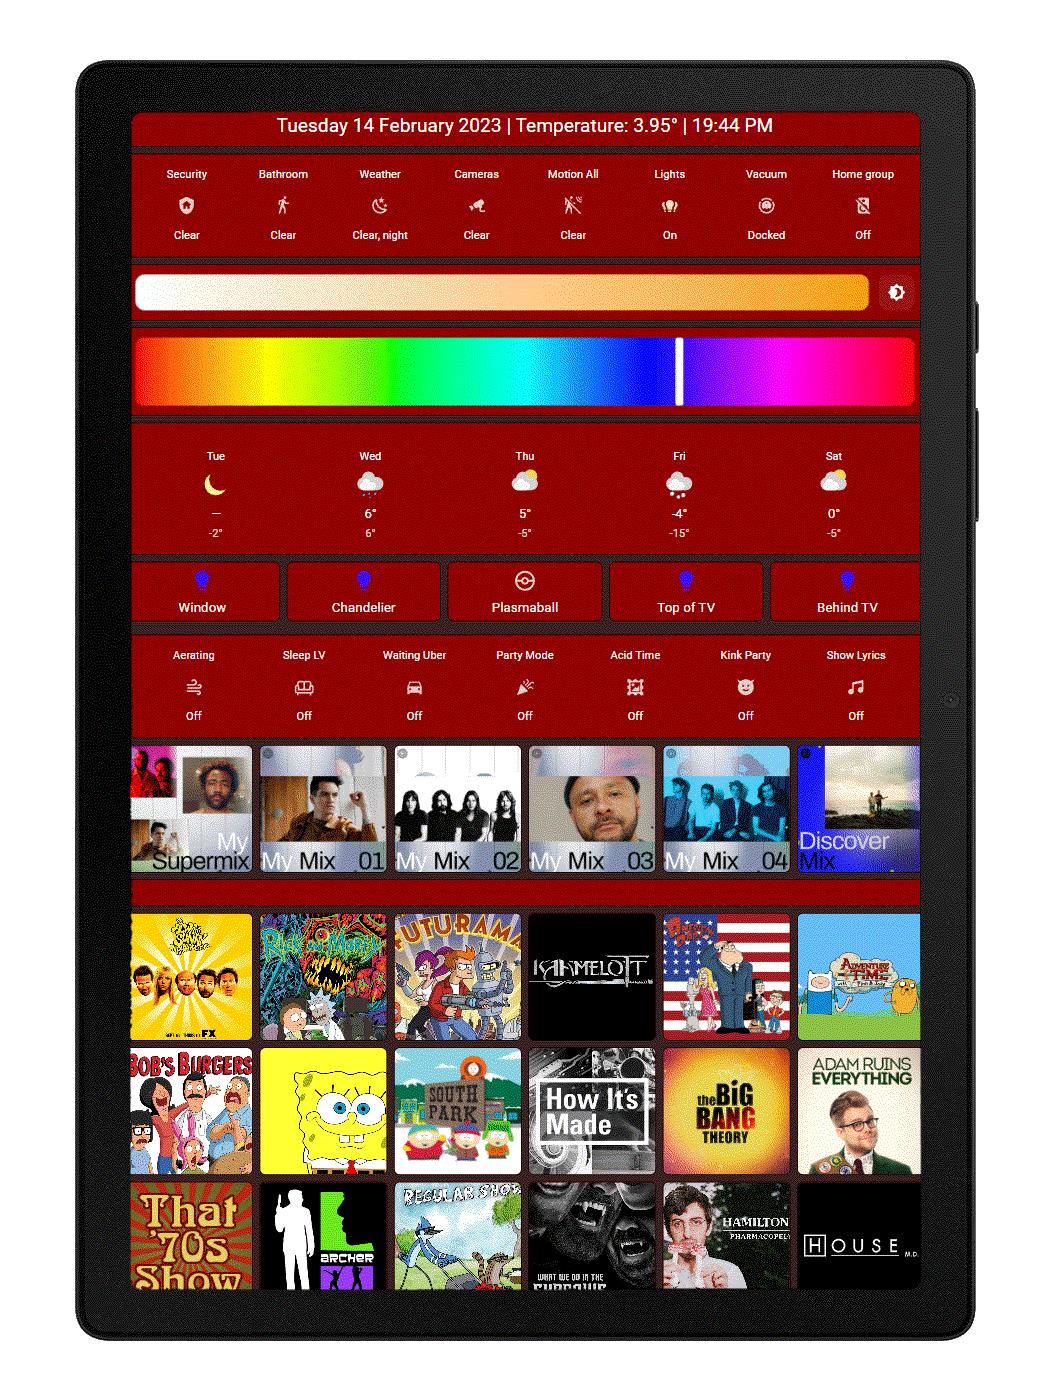 Tuesday 14 February 2023 | Temperature: 3.95° | 19:44 PM
Security Bathroom Weather Cameras Motion All Lights Vacuum Home group
Clear Clear Clear, night Clear Clear On Docked Off
Tue Wed Thu Fri Sat
— 6° 5° -4° 0°
-2° 6° -5° -15° -5°
Window Chandelier Plasmaball Top of TV Behind TV
Aerating Sleep LV Waiting Uber Party Mode Acid Time Kink Party Show Lyrics
Off Off Off Off Off Off Off
My
Supermix
My Mix 01
My Mix 02
My Mix 03
My Mix 04
Discover
Mix
FX
Rick and Morty
FUTURAMA
KAAMELOTT
ADVENTURE
TIME
BOB'S BURGERS
SOUTH
PARK
How It's
Made
the BiG
BANG
THEORY
ADAM RUINS
EVERYTHING
That
'70s
Show
ARCHER
REGULAR SHOW
WHAT WE DO IN THE
SHADOWS
HAMILTON
HOUSE M.D.